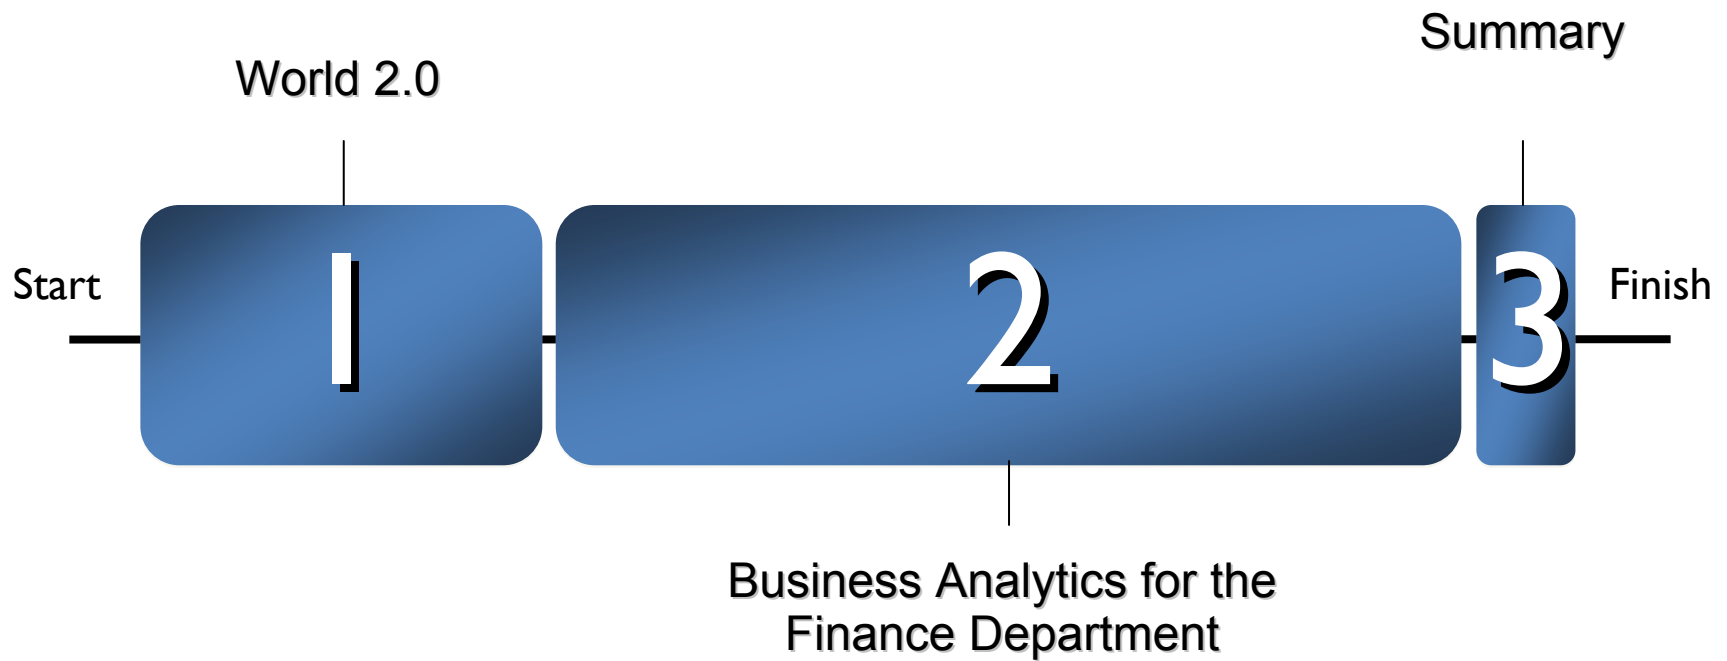 Summary
World 2.0
Start
1
2
3
Finish
Business Analytics for the
Finance Department